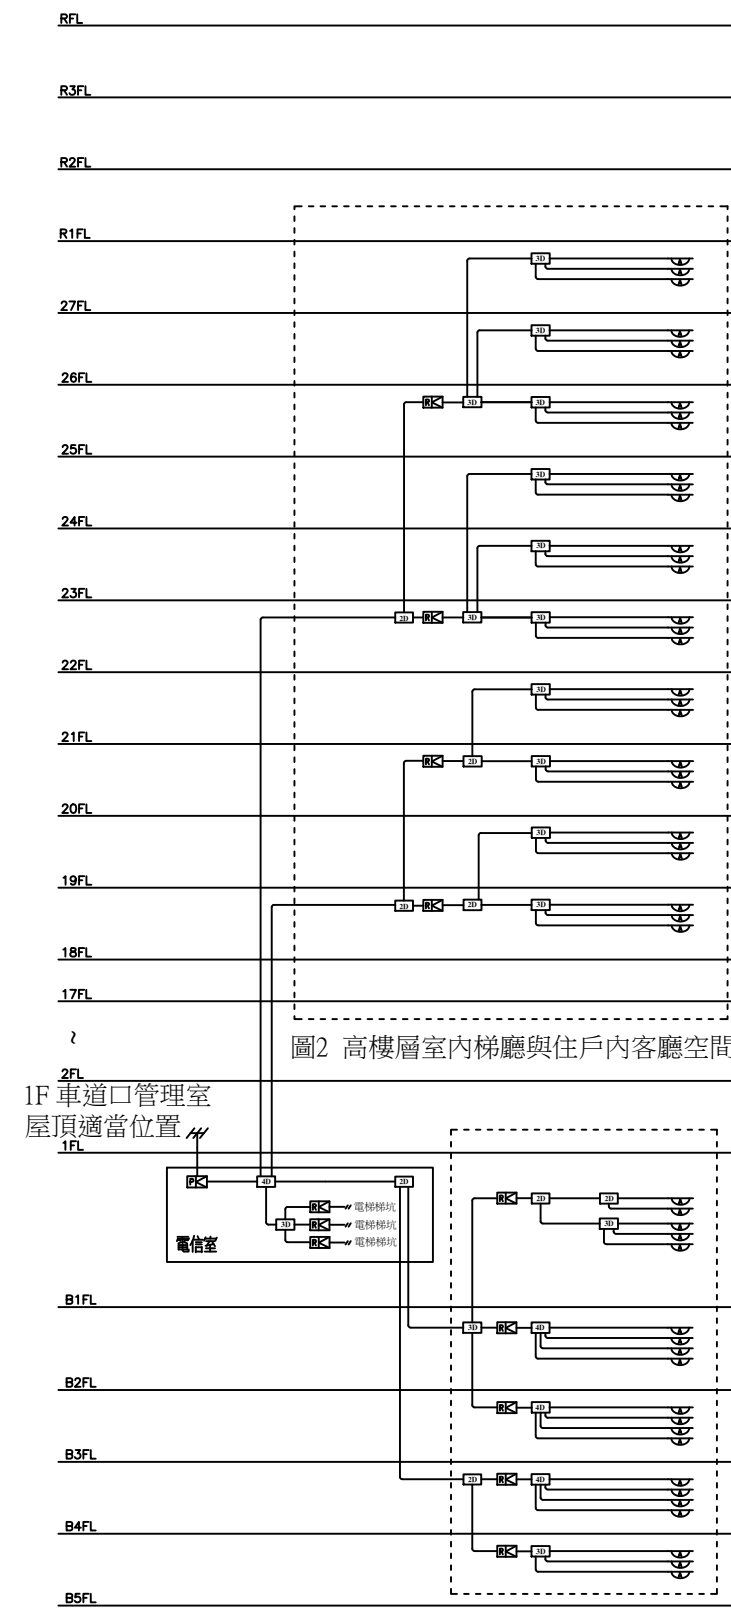 RFL
R3FL
R2FL
R1FL
3D
27FL
3D
26FL
R 3D 3D
25FL
3D
24FL
3D
23FL
2D R 3D 3D
22FL
3D
21FL
R 2D 3D
20FL
3D
19FL
2D R 2D 3D
18FL
17FL
~
圖2 高樓層室內梯廳與住戶內客廳空間
2FL
1F 車道口管理室
屋頂適當位置
1FL
P 4D 2D
R 2D 2D
R 電梯梯坑
3D R 電梯梯坑
3D
R 電梯梯坑
電信室
B1FL
3D R 4D
B2FL
R 4D
B3FL
2D R 4D
B4FL
R 3D
B5FL